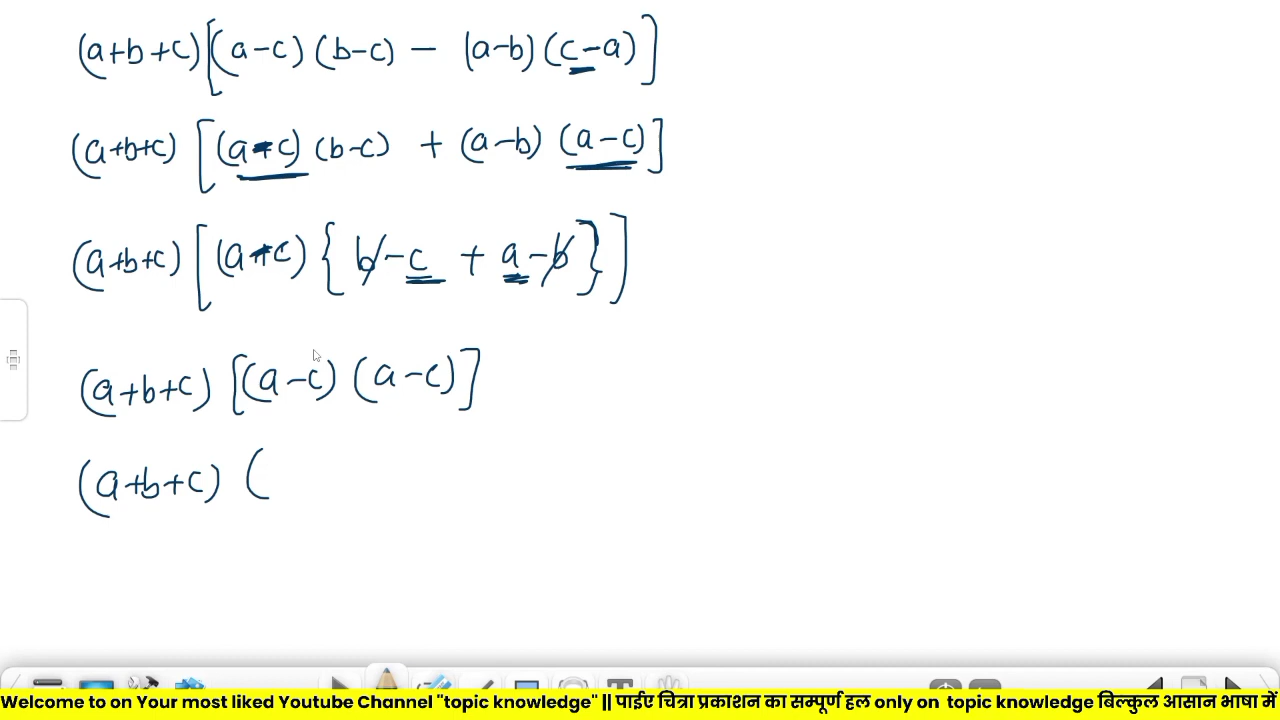 (a+b+c)[(a-c)(b-c) - (a-b)(c-a)]
(a+b+c) [(a-c)(b-c) + (a-b) (a-c)]
(a+b+c) [(a-c) { b-c + a-b}]
(a+b+c) [(a-c) (a-c)]
(a+b+c) (
Welcome to on Your most liked Youtube Channel "topic knowledge" || पाईए चित्रा प्रकाशन का सम्पूर्ण हल only on topic knowledge बिल्कुल आसान भाषा में